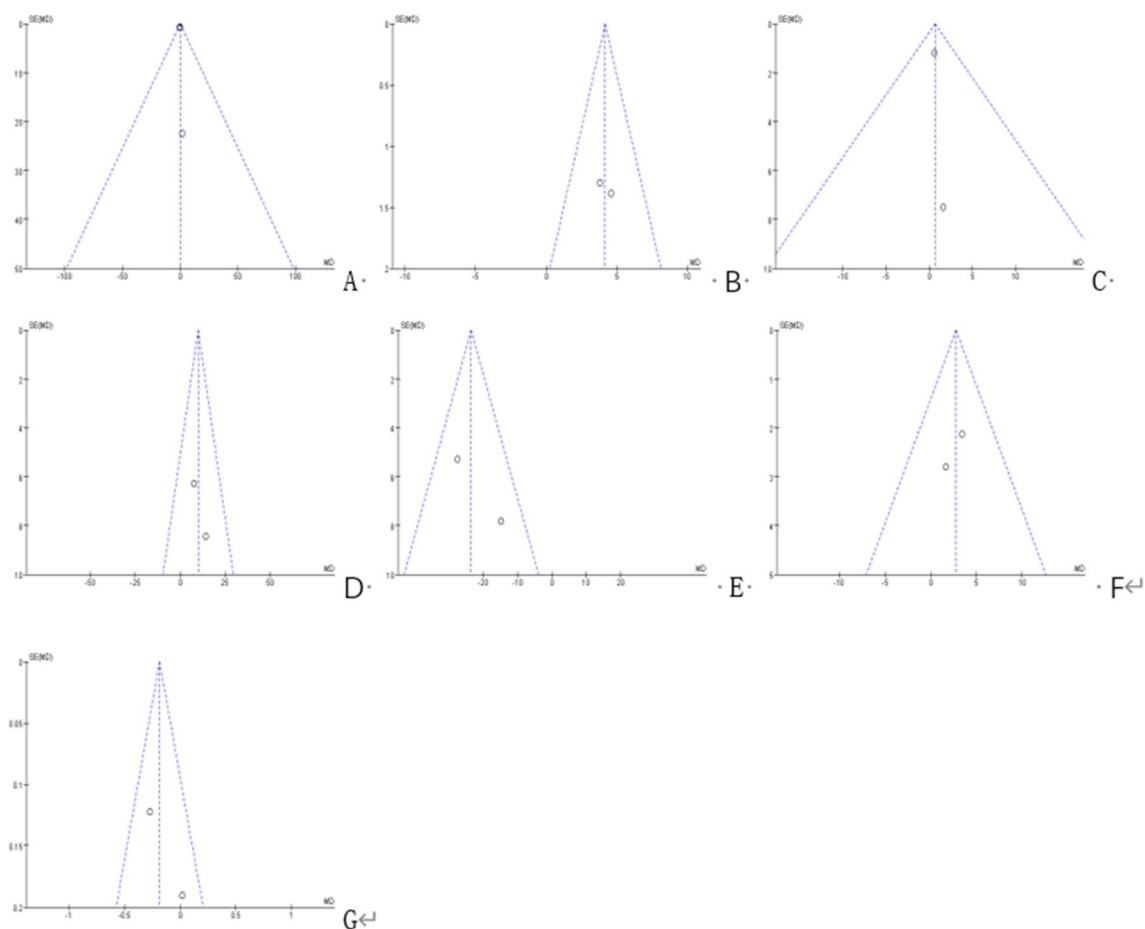 SE(MD) SE(MD) SE(MD)
0 0 0
10 0.5 2
20 1 4
30 1.5 6
40 2 8
50 10
-100 -50 0 50 100 MD A
-10 -5 0 5 10 MD B
-10 -5 0 5 10 MD C
SE(MD) SE(MD) SE(MD)
0 0 0
2 2 1
4 4 2
6 6 3
8 8 4
10 10 5
-50 -25 0 25 50 MD D
-20 -10 0 10 20 MD E
-10 -5 0 5 10 MD F↵
SE(MD)
0
0.05
0.1
0.15
0.2
-1 -0.5 0 0.5 1 MD G↵